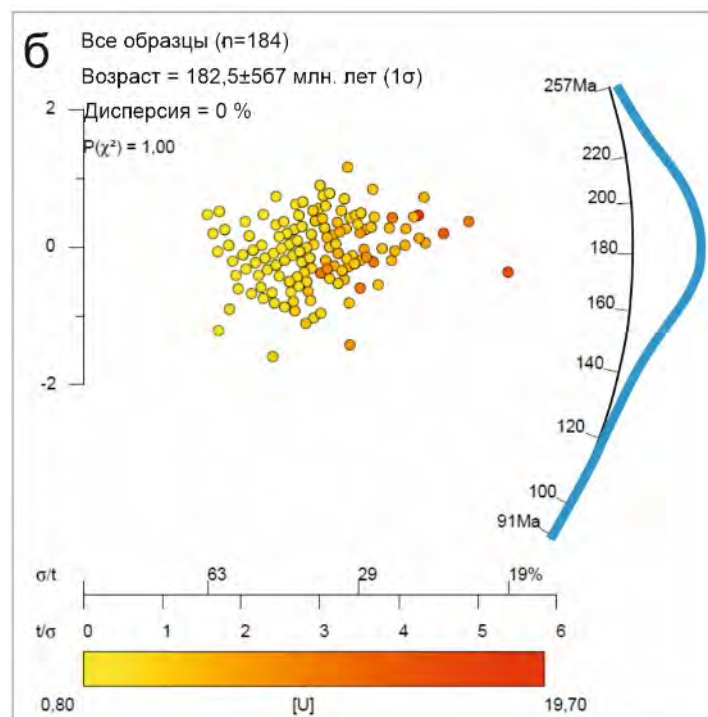 б
Все образцы (n=184)
Возраст = 182,5±567 млн. лет (1σ)
Дисперсия = 0 %
P(χ²) = 1,00
2
0
-2
257Ma
220
200
180
160
140
120
100
91Ma
σ/t
63
29
19%
t/σ
0
1
2
3
4
5
6
0,80
[U]
19,70